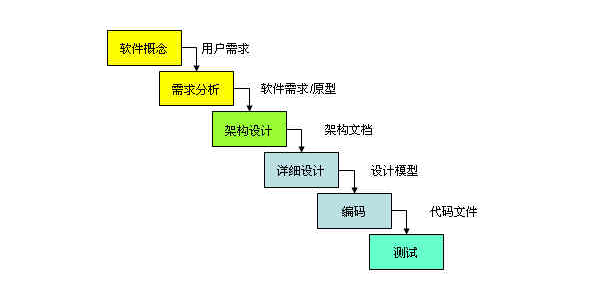 软件概念
用户需求
需求分析
软件需求/原型
架构设计
架构文档
详细设计
设计模型
编码
代码文件
测试